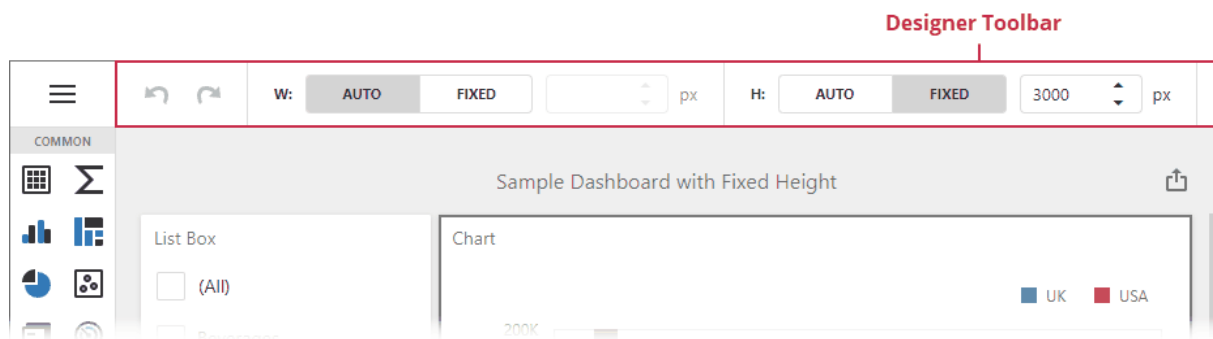 Designer Toolbar
W: AUTO FIXED px H: AUTO FIXED 3000 px
COMMON
Sample Dashboard with Fixed Height
List Box
Chart
(All)
UK USA
200K